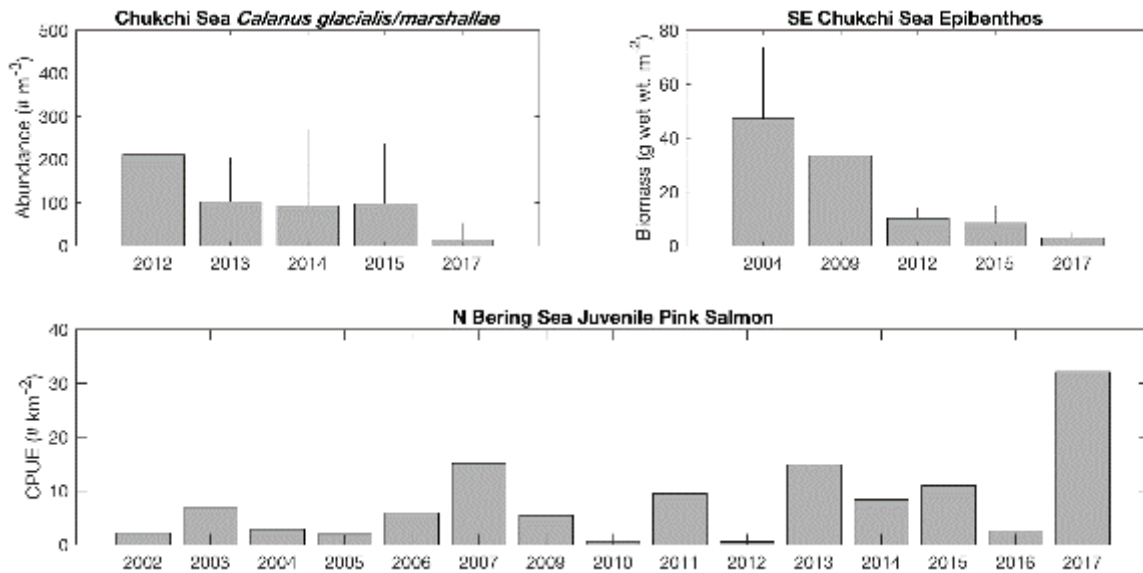 Chukchi Sea Calanus glacialis/marshallae
500
400
300
200
100
0
Abundance (# m-3)
2012 2013 2014 2015 2017
SE Chukchi Sea Epibenthos
80
60
40
20
0
Biomass (g wet wt. m-2)
2004 2009 2012 2015 2017
N Bering Sea Juvenile Pink Salmon
40
30
20
10
0
CPUE (# km-2)
2002 2003 2004 2005 2006 2007 2009 2010 2011 2012 2013 2014 2015 2016 2017